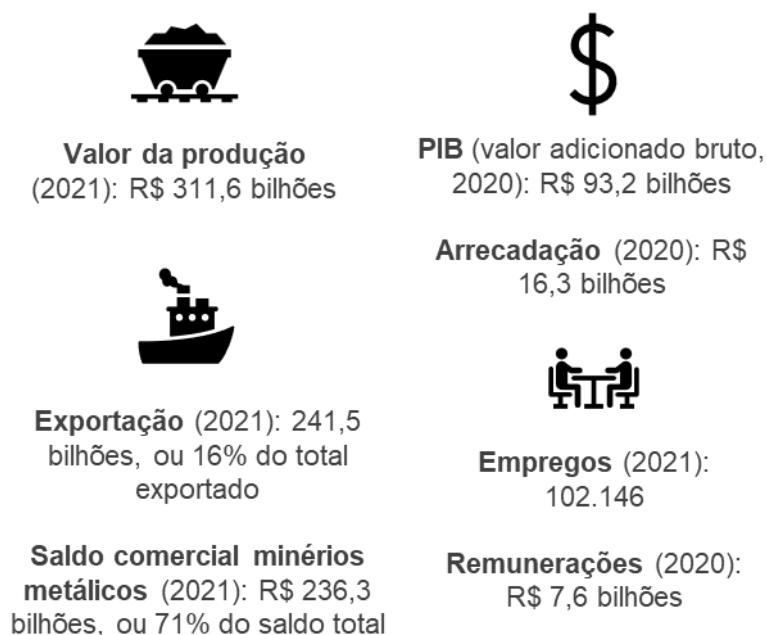 Valor da produção
(2021): R$ 311,6 bilhões
PIB (valor adicionado bruto,
2020): R$ 93,2 bilhões
Arrecadação (2020): R$
16,3 bilhões
Exportação (2021): 241,5
bilhões, ou 16% do total
exportado
Empregos (2021):
102.146
Saldo comercial minérios
metálicos (2021): R$ 236,3
bilhões, ou 71% do saldo total
Remunerações (2020):
R$ 7,6 bilhões